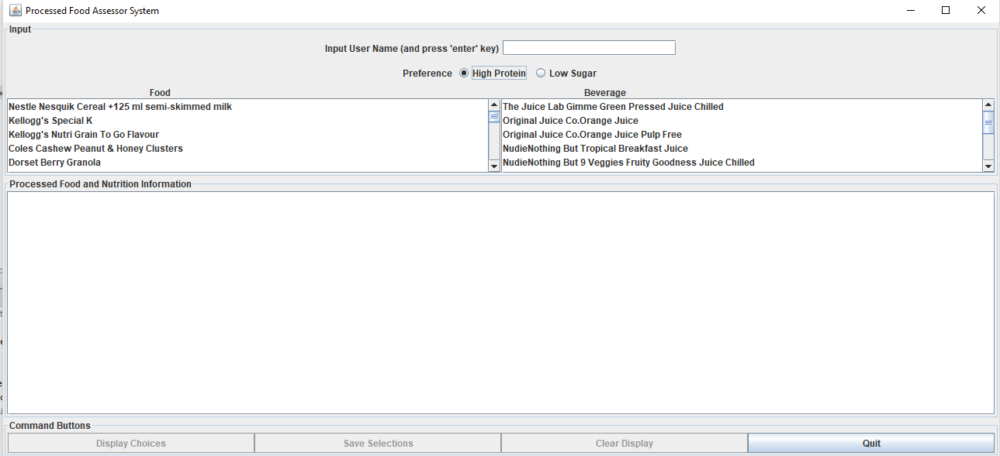 Processed Food Assessor System
Input
Input User Name (and press 'enter' key)
Preference High Protein Low Sugar
Food Beverage
Nestle Nesquik Cereal +125 ml semi-skimmed milk The Juice Lab Gimme Green Pressed Juice Chilled
Kellogg's Special K Original Juice Co.Orange Juice
Kellogg's Nutri Grain To Go Flavour Original Juice Co.Orange Juice Pulp Free
Coles Cashew Peanut & Honey Clusters NudieNothing But Tropical Breakfast Juice
Dorset Berry Granola NudieNothing But 9 Veggies Fruity Goodness Juice Chilled
Processed Food and Nutrition Information
Command Buttons
Display Choices Save Selections Clear Display Quit